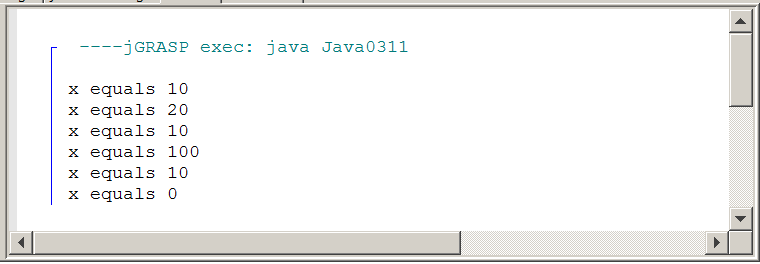 ----jGRASP exec: java Java0311
x equals 10
x equals 20
x equals 10
x equals 100
x equals 10
x equals 0